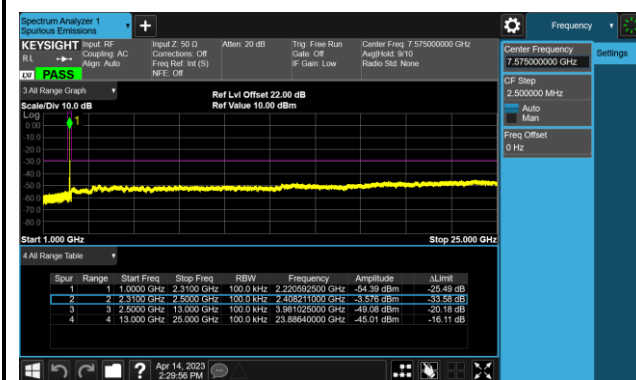 Spectrum Analyzer 1
Spurious Emissions
+
Frequency
KEYSIGHT Input: RF Input Z: 50 Ω Atten: 20 dB Trig: Free Run Center Freq: 7.575000000 GHz
RL Coupling: AC Corrections: Off Gate: Off Avg|Hold: 9/10
Align: Auto Freq Ref: Int (S) IF Gain: Low Radio Std: None
NFE: Off
LXI PASS
Center Frequency
7.575000000 GHz
Settings
CF Step
2.500000 MHz
Auto
Man
Freq Offset
0 Hz
3 All Range Graph
Ref Lvl Offset 22.00 dB
Scale/Div 10.0 dB Ref Value 10.00 dBm
Log
0.00
-10.0
-20.0
-30.0
-40.0
-50.0
-60.0
-70.0
-80.0
1
Start 1.000 GHz Stop 25.000 GHz
4 All Range Table
Spur Range Start Freq Stop Freq RBW Frequency Amplitude ΔLimit
1 1 1.0000 GHz 2.3100 GHz 100.0 kHz 2.220592500 GHz -54.39 dBm -25.49 dB
2 2 2.3100 GHz 2.5000 GHz 100.0 kHz 2.408211000 GHz -3.576 dBm -33.58 dB
3 3 2.5000 GHz 13.000 GHz 100.0 kHz 3.981025000 GHz -49.08 dBm -20.18 dB
4 4 13.000 GHz 25.000 GHz 100.0 kHz 23.88640000 GHz -45.01 dBm -16.11 dB
? Apr 14, 2023
2:29:56 PM